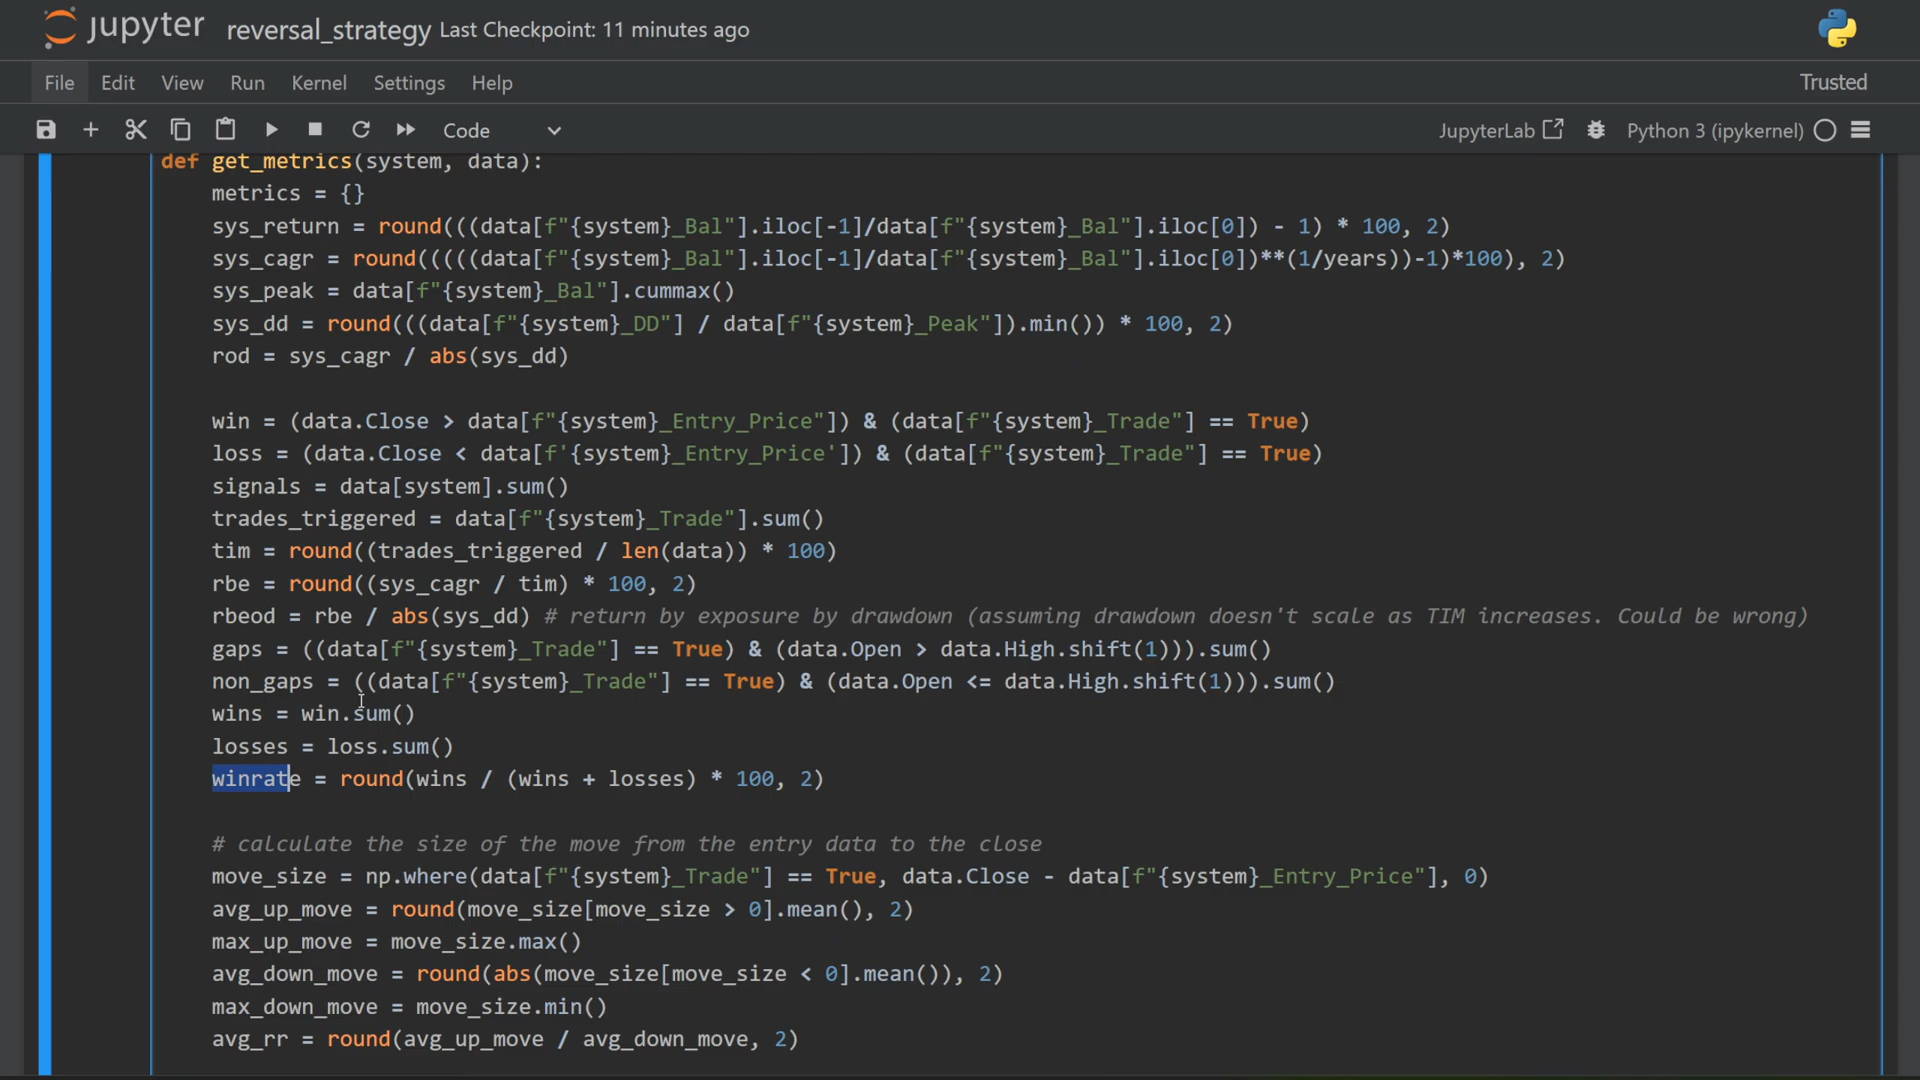 jupyter reversal_strategy Last Checkpoint: 11 minutes ago
File Edit View Run Kernel Settings Help Trusted
Code JupyterLab Python 3 (ipykernel)
def get_metrics(system, data):
    metrics = {}
    sys_return = round(((data[f"{system}_Bal"].iloc[-1]/data[f"{system}_Bal"].iloc[0]) - 1) * 100, 2)
    sys_cagr = round(((((data[f"{system}_Bal"].iloc[-1]/data[f"{system}_Bal"].iloc[0])**(1/years))-1)*100), 2)
    sys_peak = data[f"{system}_Bal"].cummax()
    sys_dd = round(((data[f"{system}_DD"] / data[f"{system}_Peak"]).min()) * 100, 2)
    rod = sys_cagr / abs(sys_dd)
    win = (data.Close > data[f"{system}_Entry_Price"]) & (data[f"{system}_Trade"] == True)
    loss = (data.Close < data[f'{system}_Entry_Price']) & (data[f"{system}_Trade"] == True)
    signals = data[system].sum()
    trades_triggered = data[f"{system}_Trade"].sum()
    tim = round((trades_triggered / len(data)) * 100)
    rbe = round((sys_cagr / tim) * 100, 2)
    rbeod = rbe / abs(sys_dd) # return by exposure by drawdown (assuming drawdown doesn't scale as TIM increases. Could be wrong)
    gaps = ((data[f"{system}_Trade"] == True) & (data.Open > data.High.shift(1))).sum()
    non_gaps = ((data[f"{system}_Trade"] == True) & (data.Open <= data.High.shift(1))).sum()
    wins = win.sum()
    losses = loss.sum()
    winrate = round(wins / (wins + losses) * 100, 2)
    # calculate the size of the move from the entry data to the close
    move_size = np.where(data[f"{system}_Trade"] == True, data.Close - data[f"{system}_Entry_Price"], 0)
    avg_up_move = round(move_size[move_size > 0].mean(), 2)
    max_up_move = move_size.max()
    avg_down_move = round(abs(move_size[move_size < 0].mean()), 2)
    max_down_move = move_size.min()
    avg_rr = round(avg_up_move / avg_down_move, 2)